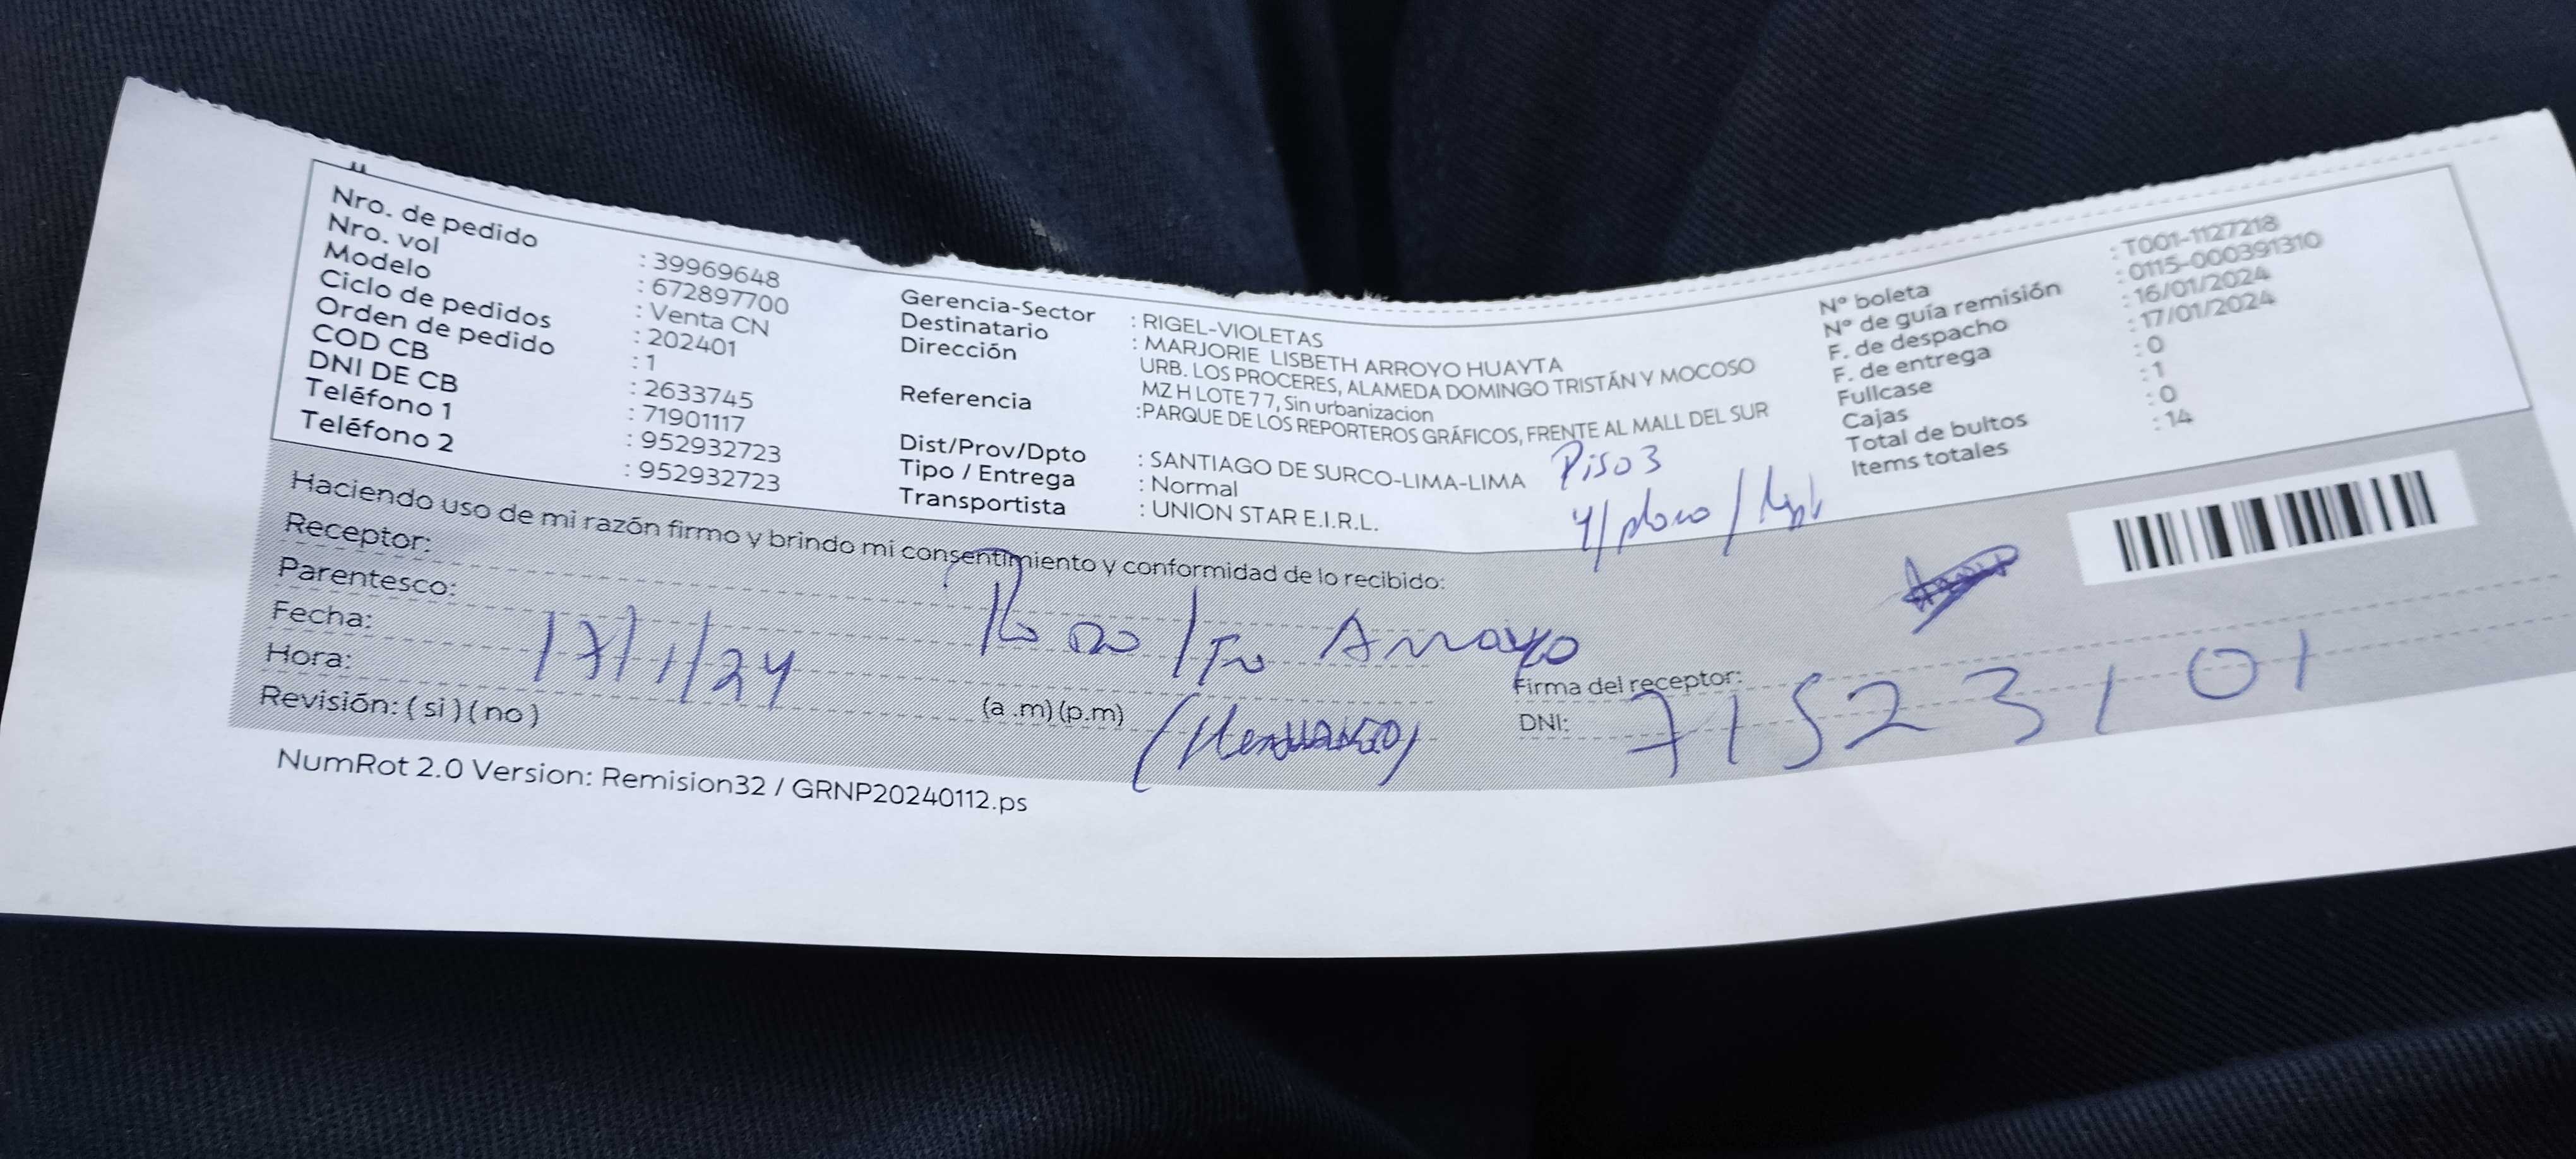 Nro. de pedido : 39969648
Nro. vol : 672897700
Modelo : Venta CN
Ciclo de pedidos : 202401
Orden de pedido : 1
COD CB : 2633745
DNI DE CB : 71901117
Teléfono 1 : 952932723
Teléfono 2 : 952932723
Gerencia-Sector : RIGEL-VIOLETAS
Destinatario : MARJORIE LISBETH ARROYO HUAYTA
Dirección URB. LOS PROCERES, ALAMEDA DOMINGO TRISTÁN Y MOCOSO
MZ H LOTE 7 7, Sin urbanizacion
Referencia :PARQUE DE LOS REPORTEROS GRÁFICOS, FRENTE AL MALL DEL SUR
Dist/Prov/Dpto : SANTIAGO DE SURCO-LIMA-LIMA
Tipo / Entrega : Normal
Transportista : UNION STAR E.I.R.L.
Piso 3
Nº boleta : T001-1127218
Nº de guía remisión : 0115-000391310
F. de despacho : 16/01/2024
F. de entrega : 17/01/2024
Fullcase : 0
Cajas : 1
Total de bultos : 0
Items totales : 14
Haciendo uso de mi razón firmo y brindo mi consentimiento y conformidad de lo recibido:
Receptor:
Parentesco: Arroyo
Fecha: 17/1/24
Hora: (a .m) (p.m)
Revisión: ( si ) ( no )
Firma del receptor:
DNI: 71523101
NumRot 2.0 Version: Remision32 / GRNP20240112.ps